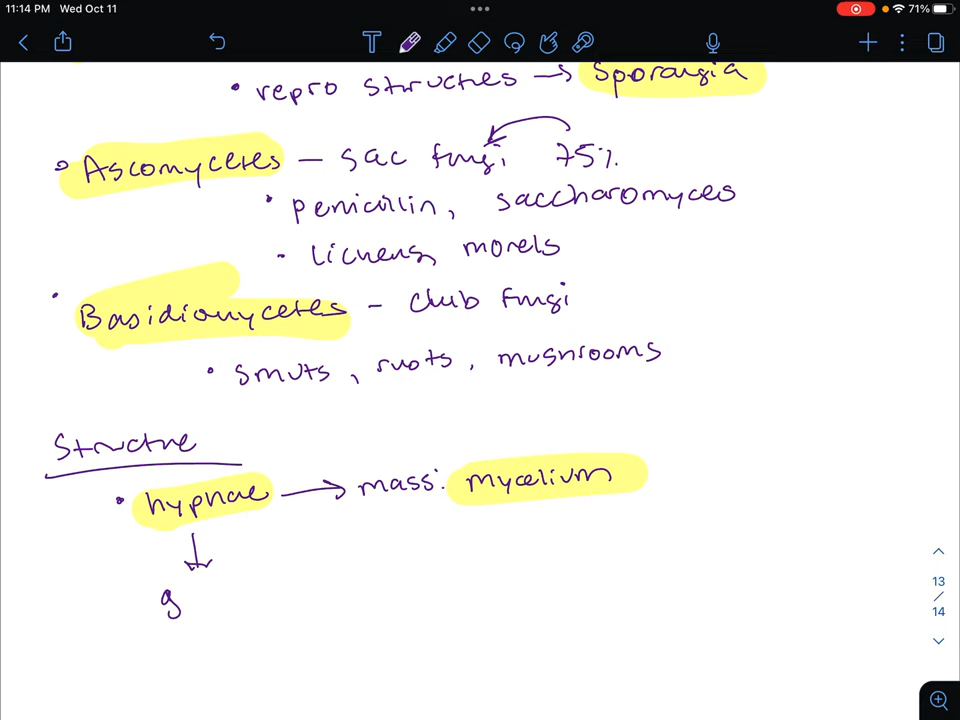 11:14 PM Wed Oct 11 71%
• repro structures → sporangia
• Ascomycetes — sac fungi 75%
• penicillin, saccharomyces
• lichens, morels
• Basidiomycetes – club fungi
• smuts, rusts, mushrooms
Structure
• hyphae → mass: mycelium
g
13
/
14